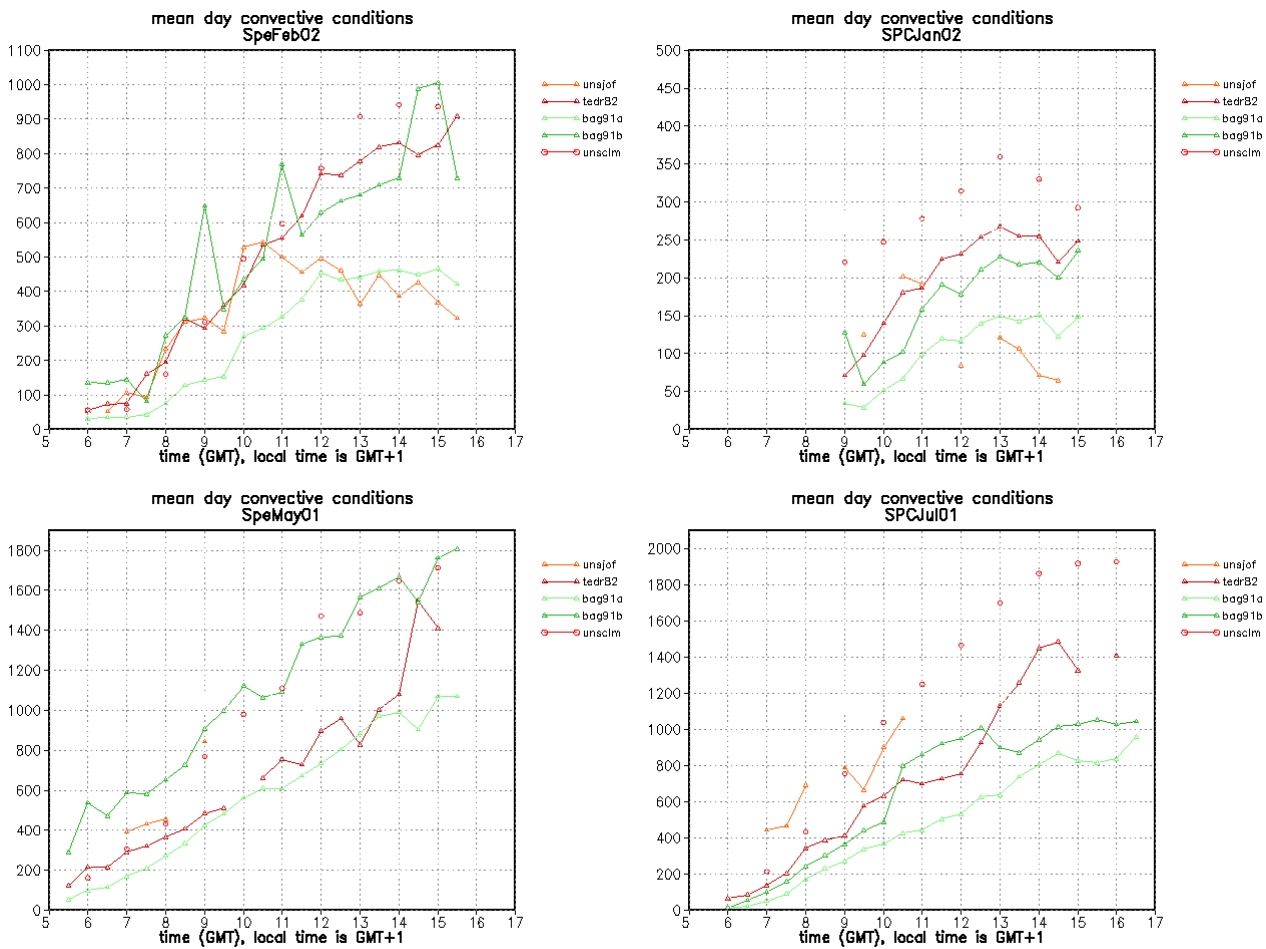 mean day convective conditions
SpeFeb02
1100
1000
900
800
700
600
500
400
300
200
100
0
5 6 7 8 9 10 11 12 13 14 15 16 17
time (GMT), local time is GMT+1
unsjof
tedr82
bag91a
bag91b
unsclm
mean day convective conditions
SPCJan02
500
450
400
350
300
250
200
150
100
50
0
5 6 7 8 9 10 11 12 13 14 15 16 17
time (GMT), local time is GMT+1
unsjof
tedr82
bag91a
bag91b
unsclm
mean day convective conditions
SpeMay01
1800
1600
1400
1200
1000
800
600
400
200
0
5 6 7 8 9 10 11 12 13 14 15 16 17
time (GMT), local time is GMT+1
unsjof
tedr82
bag91a
bag91b
unsclm
mean day convective conditions
SPCJul01
2000
1800
1600
1400
1200
1000
800
600
400
200
0
5 6 7 8 9 10 11 12 13 14 15 16 17
time (GMT), local time is GMT+1
unsjof
tedr82
bag91a
bag91b
unsclm